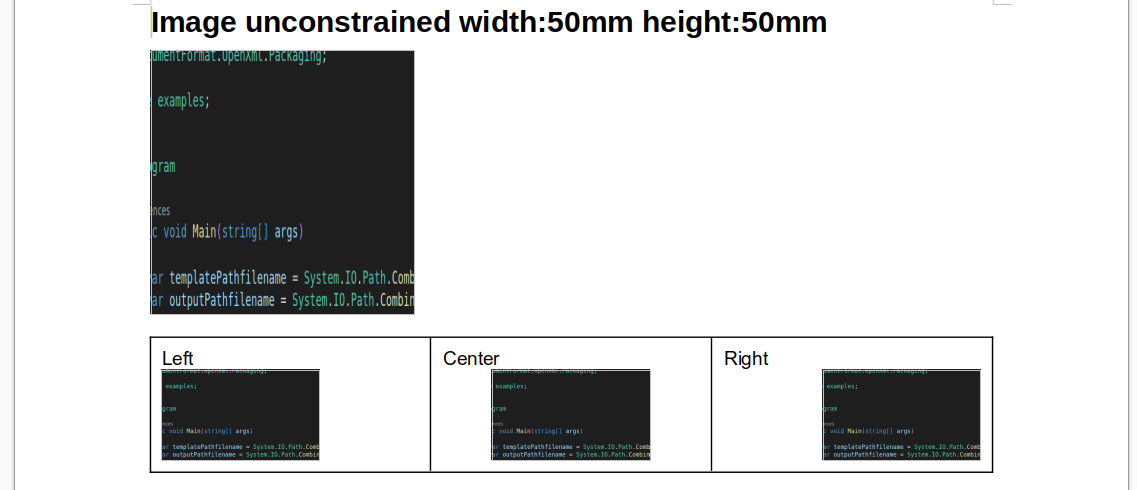 Image unconstrained width:50mm height:50mm
umentFormat.OpenXml.Packaging;
examples;
gram
ences
c void Main(string[] args)
ar templatePathfilename = System.IO.Path.Comb
ar outputPathfilename = System.IO.Path.Combin
Left
Center
Right
umentFormat.OpenXml.Packaging;
examples;
gram
nces
c void Main(string[] args)
ar templatePathfilename = System.IO.Path.Comb
ar outputPathfilename = System.IO.Path.Combin
umentFormat.OpenXml.Packaging;
examples;
gram
nces
c void Main(string[] args)
ar templatePathfilename = System.IO.Path.Comb
ar outputPathfilename = System.IO.Path.Combin
umentFormat.OpenXml.Packaging;
examples;
gram
nces
c void Main(string[] args)
ar templatePathfilename = System.IO.Path.Comb
ar outputPathfilename = System.IO.Path.Combin